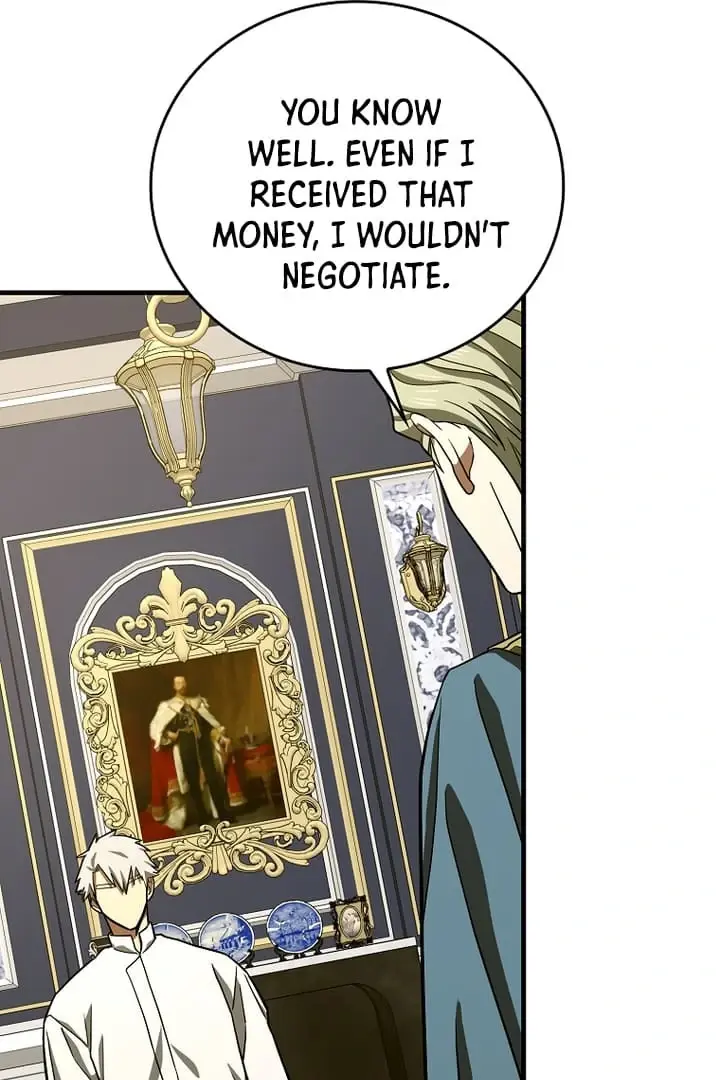 YOU KNOW
WELL. EVEN IF I
RECEIVED THAT
MONEY, I WOULDN'T
NEGOTIATE.